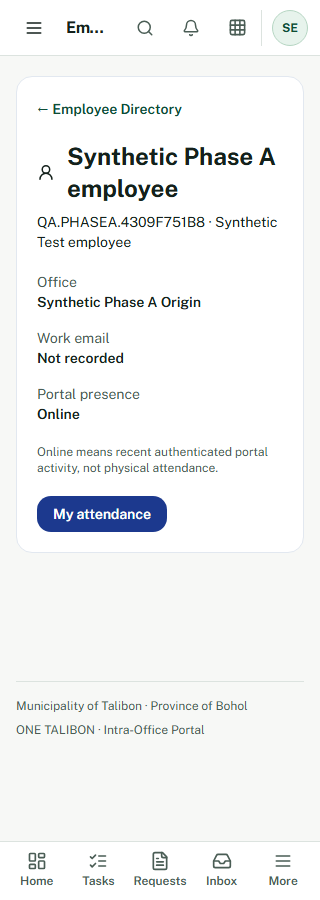 Em...
SE
← Employee Directory
Synthetic Phase A
employee
QA.PHASEA.4309F751B8 · Synthetic
Test employee
Office
Synthetic Phase A Origin
Work email
Not recorded
Portal presence
Online
Online means recent authenticated portal
activity, not physical attendance.
My attendance
Municipality of Talibon · Province of Bohol
ONE TALIBON · Intra-Office Portal
Home Tasks Requests Inbox More